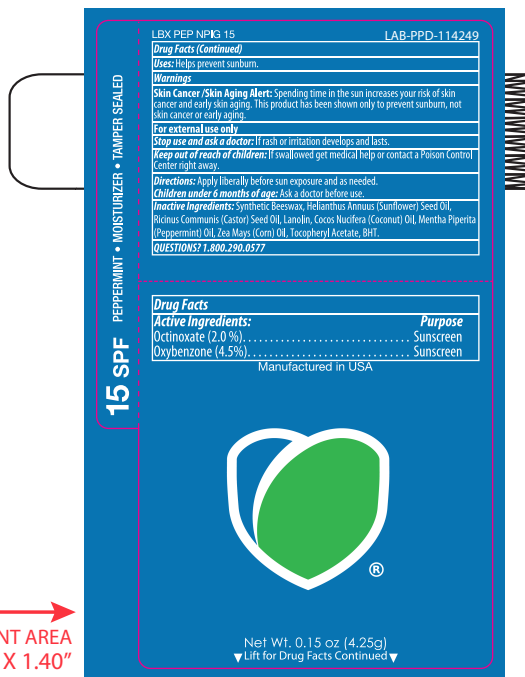 LBX PEP NPIG 15 LAB-PPD-114249
Drug Facts (Continued)
Uses: Helps prevent sunburn.
Warnings
Skin Cancer /Skin Aging Alert: Spending time in the sun increases your risk of skin
cancer and early skin aging. This product has been shown only to prevent sunburn, not
skin cancer or early aging.
For external use only
Stop use and ask a doctor: If rash or irritation develops and lasts.
Keep out of reach of children: If swallowed get medical help or contact a Poison Control
Center right away.
Directions: Apply liberally before sun exposure and as needed.
Children under 6 months of age: Ask a doctor before use.
Inactive Ingredients: Synthetic Beeswax, Helianthus Annuus (Sunflower) Seed Oil,
Ricinus Communis (Castor) Seed Oil, Lanolin, Cocos Nucifera (Coconut) Oil, Mentha Piperita
(Peppermint) Oil, Zea Mays (Corn) Oil, Tocopheryl Acetate, BHT.
QUESTIONS? 1.800.290.0577
15 SPF PEPPERMINT • MOISTURIZER • TAMPER SEALED
Drug Facts
Active Ingredients: Purpose
Octinoxate (2.0 %)............................. Sunscreen
Oxybenzone (4.5%)............................. Sunscreen
Manufactured in USA
®
NT AREA
X 1.40”
Net Wt. 0.15 oz (4.25g)
▼Lift for Drug Facts Continued▼